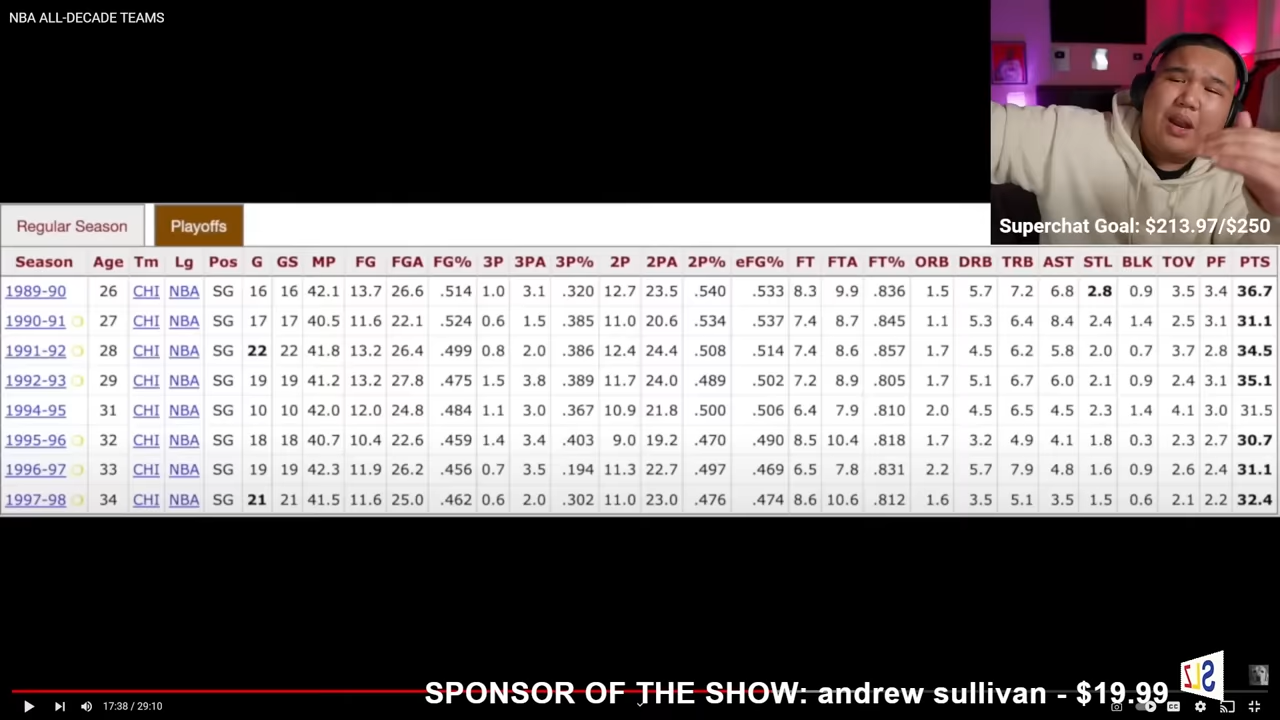 NBA ALL-DECADE TEAMS
Superchat Goal: $213.97/$250
Regular Season Playoffs
Season Age Tm Lg Pos G GS MP FG FGA FG% 3P 3PA 3P% 2P 2PA 2P% eFG% FT FTA FT% ORB DRB TRB AST STL BLK TOV PF PTS
1989-90 26 CHI NBA SG 16 16 42.1 13.7 26.6 .514 1.0 3.1 .320 12.7 23.5 .540 .533 8.3 9.9 .836 1.5 5.7 7.2 6.8 2.8 0.9 3.5 3.4 36.7
1990-91 27 CHI NBA SG 17 17 40.5 11.6 22.1 .524 0.6 1.5 .385 11.0 20.6 .534 .537 7.4 8.7 .845 1.1 5.3 6.4 8.4 2.4 1.4 2.5 3.1 31.1
1991-92 28 CHI NBA SG 22 22 41.8 13.2 26.4 .499 0.8 2.0 .386 12.4 24.4 .508 .514 7.4 8.6 .857 1.7 4.5 6.2 5.8 2.0 0.7 3.7 2.8 34.5
1992-93 29 CHI NBA SG 19 19 41.2 13.2 27.8 .475 1.5 3.8 .389 11.7 24.0 .489 .502 7.2 8.9 .805 1.7 5.1 6.7 6.0 2.1 0.9 2.4 3.1 35.1
1994-95 31 CHI NBA SG 10 10 42.0 12.0 24.8 .484 1.1 3.0 .367 10.9 21.8 .500 .506 6.4 7.9 .810 2.0 4.5 6.5 4.5 2.3 1.4 4.1 3.0 31.5
1995-96 32 CHI NBA SG 18 18 40.7 10.4 22.6 .459 1.4 3.4 .403 9.0 19.2 .470 .490 8.5 10.4 .818 1.7 3.2 4.9 4.1 1.8 0.3 2.3 2.7 30.7
1996-97 33 CHI NBA SG 19 19 42.3 11.9 26.2 .456 0.7 3.5 .194 11.3 22.7 .497 .469 6.5 7.8 .831 2.2 5.7 7.9 4.8 1.6 0.9 2.6 2.4 31.1
1997-98 34 CHI NBA SG 21 21 41.5 11.6 25.0 .462 0.6 2.0 .302 11.0 23.0 .476 .474 8.6 10.6 .812 1.6 3.5 5.1 3.5 1.5 0.6 2.1 2.2 32.4
SPONSOR OF THE SHOW: andrew sullivan - $19.99
17:38 / 29:10